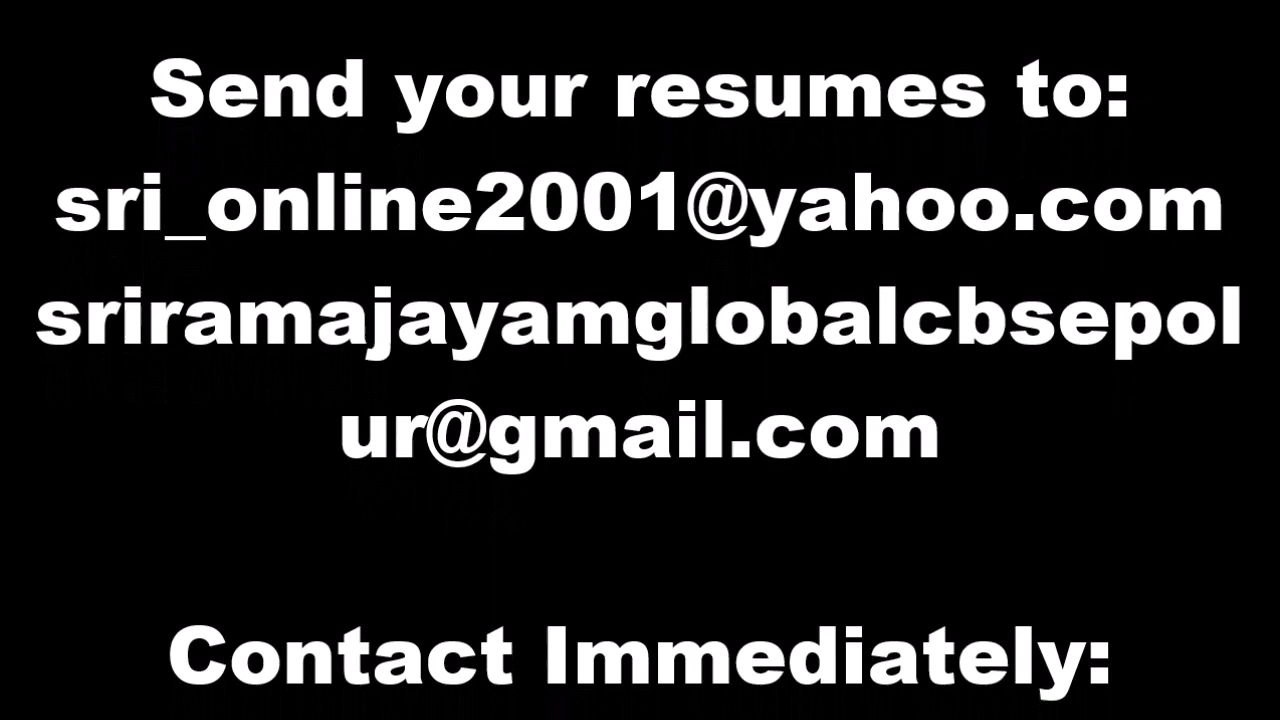 Send your resumes to:
sri_online2001@yahoo.com
sriramajayamglobalcbsepol
ur@gmail.com
Contact Immediately: